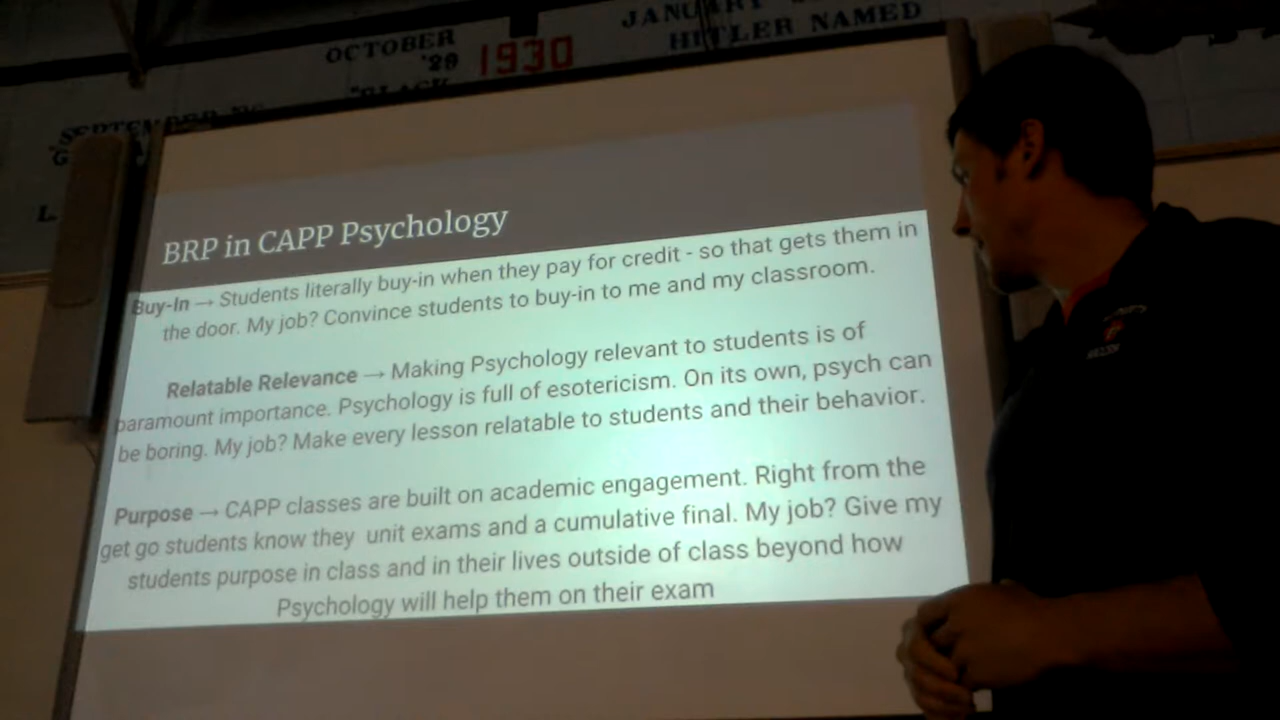 OCTOBER
'29
1930
JANUARY
HITLER NAMED
"BLACK
SEPTEMBER
BRP in CAPP Psychology
Buy-In → Students literally buy-in when they pay for credit - so that gets them in
the door. My job? Convince students to buy-in to me and my classroom.
Relatable Relevance → Making Psychology relevant to students is of
paramount importance. Psychology is full of esotericism. On its own, psych can
be boring. My job? Make every lesson relatable to students and their behavior.
Purpose → CAPP classes are built on academic engagement. Right from the
get go students know they unit exams and a cumulative final. My job? Give my
students purpose in class and in their lives outside of class beyond how
Psychology will help them on their exam